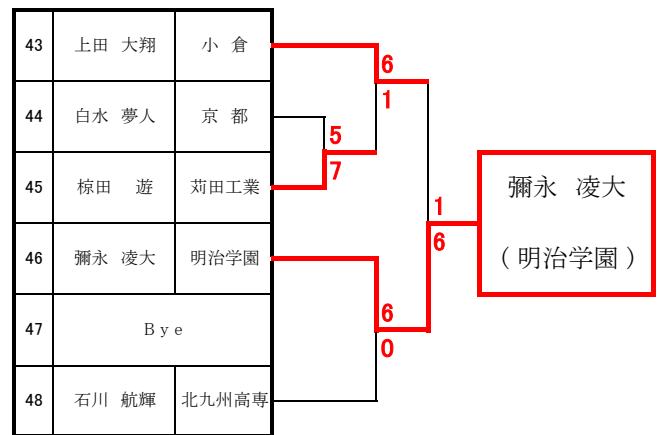 43 上田 大翔 小 倉
44 白水 夢人 京 都
45 椋田 遊 苅田工業
46 彌永 凌大 明治学園
47 Bye
48 石川 航輝 北九州高専
6
1
5
7
6
0
1
6
彌永 凌大
(明治学園)